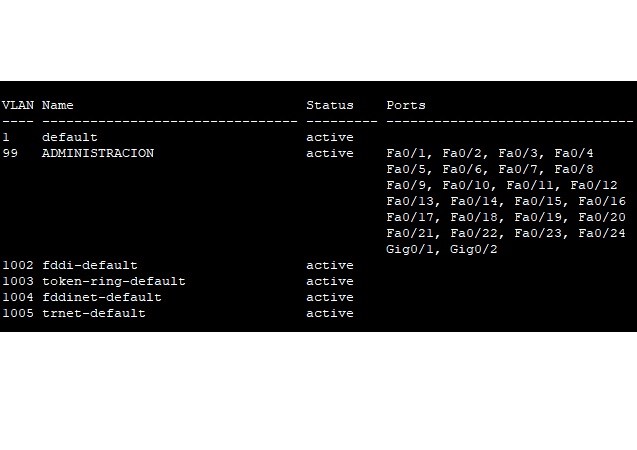 VLAN Name                             Status    Ports
---- -------------------------------- --------- -------------------------------
1    default                          active
99   ADMINISTRACION                   active    Fa0/1, Fa0/2, Fa0/3, Fa0/4
                                                Fa0/5, Fa0/6, Fa0/7, Fa0/8
                                                Fa0/9, Fa0/10, Fa0/11, Fa0/12
                                                Fa0/13, Fa0/14, Fa0/15, Fa0/16
                                                Fa0/17, Fa0/18, Fa0/19, Fa0/20
                                                Fa0/21, Fa0/22, Fa0/23, Fa0/24
                                                Gig0/1, Gig0/2
1002 fddi-default                     active
1003 token-ring-default               active
1004 fddinet-default                  active
1005 trnet-default                    active